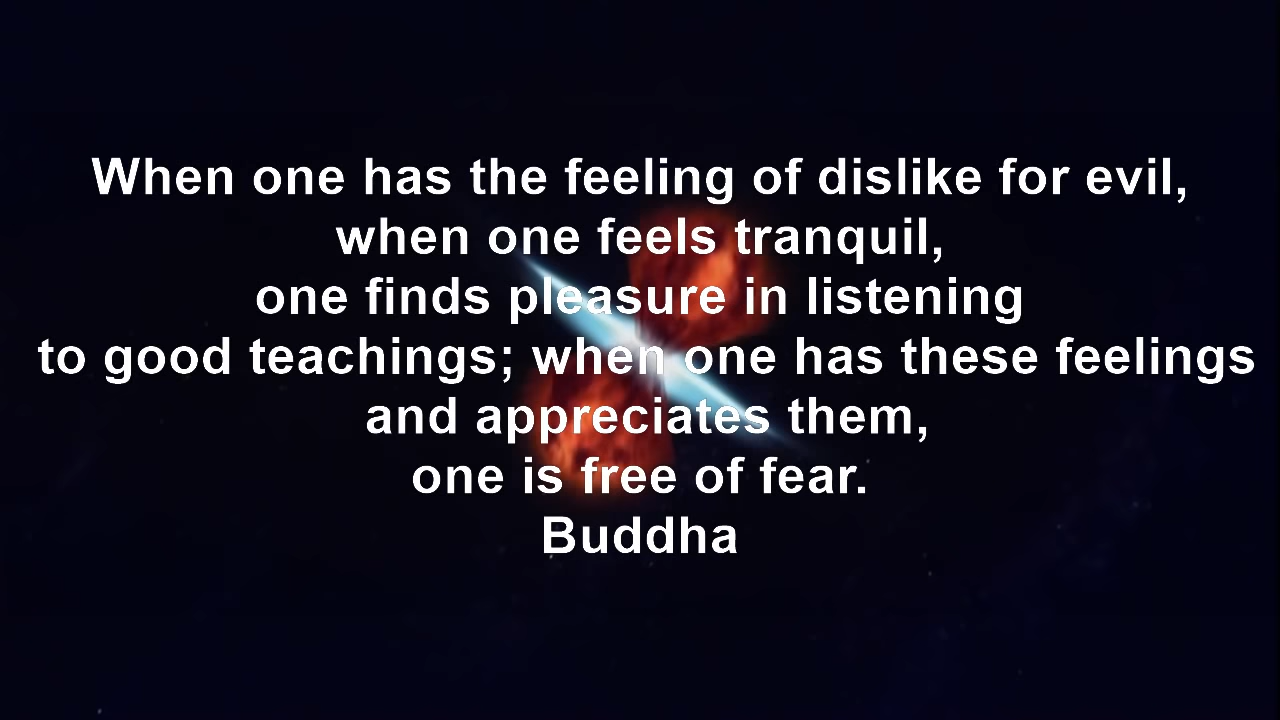 When one has the feeling of dislike for evil,
when one feels tranquil,
one finds pleasure in listening
to good teachings; when one has these feelings
and appreciates them,
one is free of fear.
Buddha